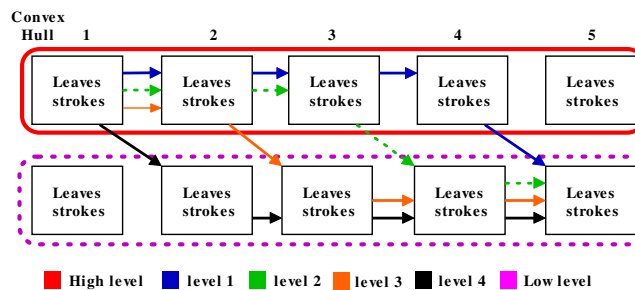 Convex
Hull 1 2 3 4 5
Leaves strokes Leaves strokes Leaves strokes Leaves strokes Leaves strokes
Leaves strokes Leaves strokes Leaves strokes Leaves strokes Leaves strokes
High level level 1 level 2 level 3 level 4 Low level